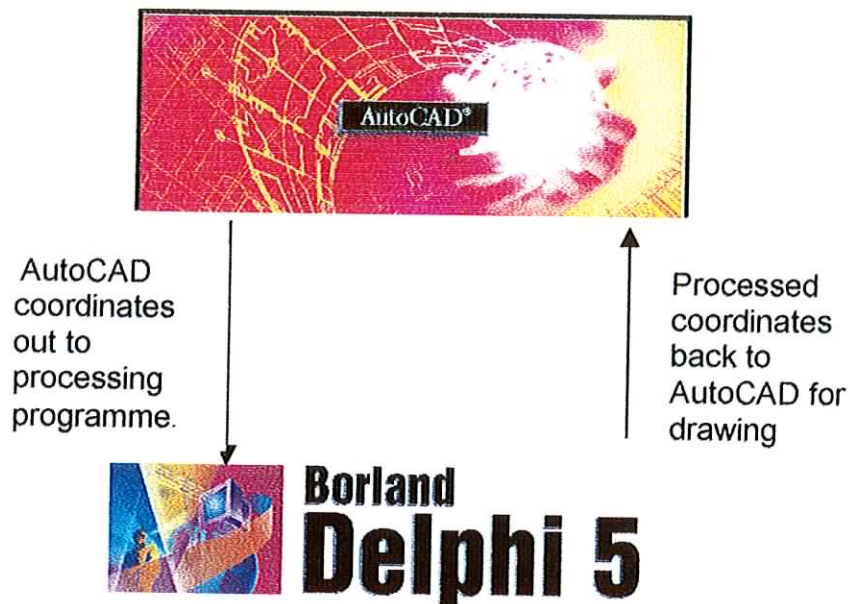 AutoCAD®
AutoCAD
coordinates
out to
processing
programme.
Processed
coordinates
back to
AutoCAD for
drawing
Borland
Delphi 5